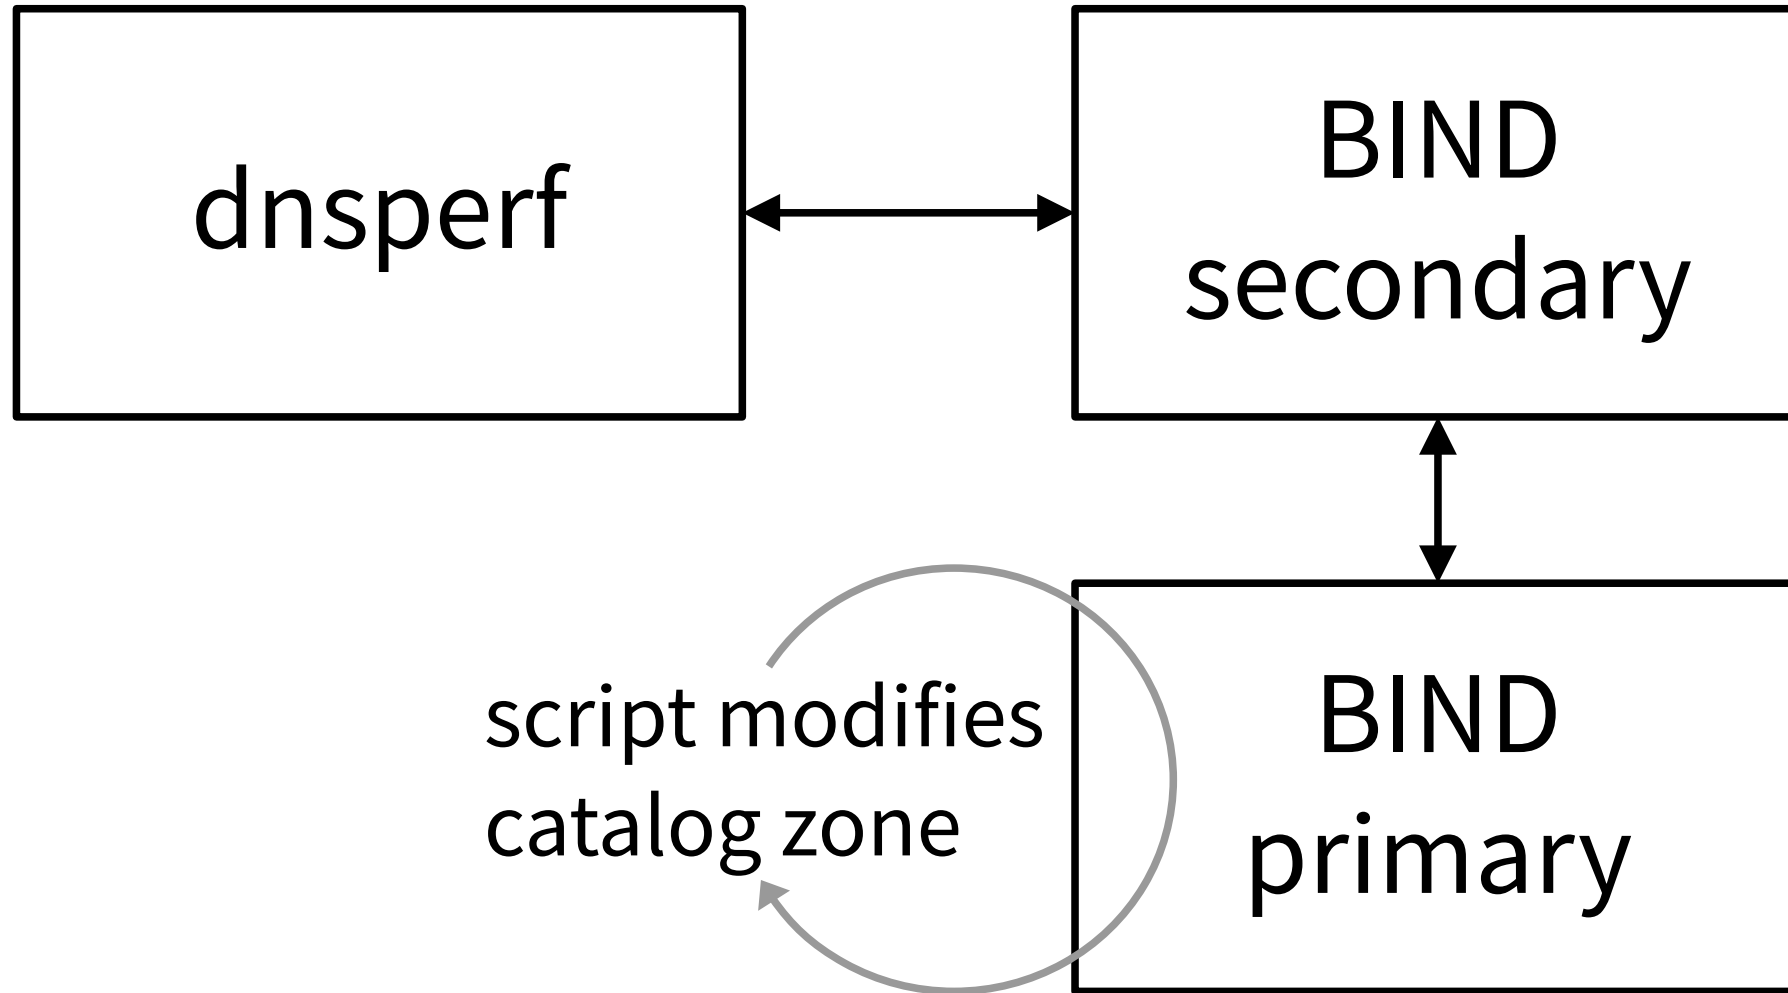 dnsperf
BIND
secondary
script modifies
catalog zone
BIND
primary